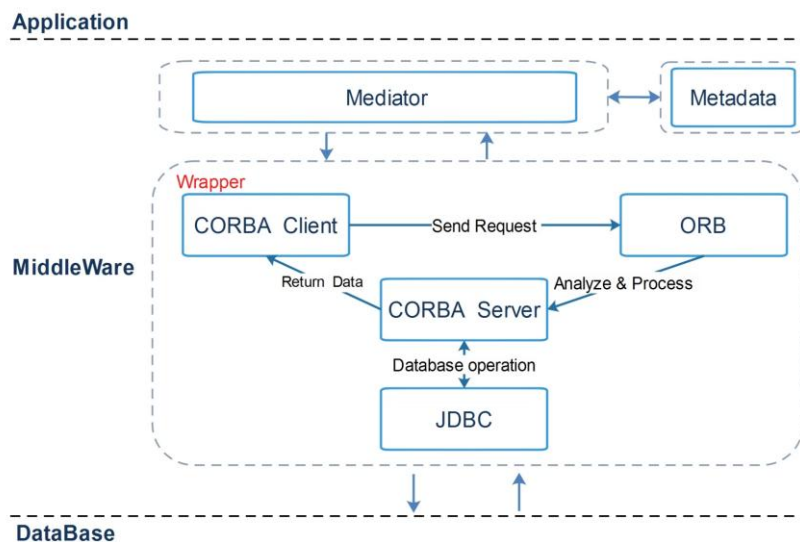 Application
Mediator
Metadada
Wrapper
CORBA Client
Send Request
ORB
MiddleWare
Return Data
Analyze & Process
CORBA Server
Database operation
JDBC
DataBase